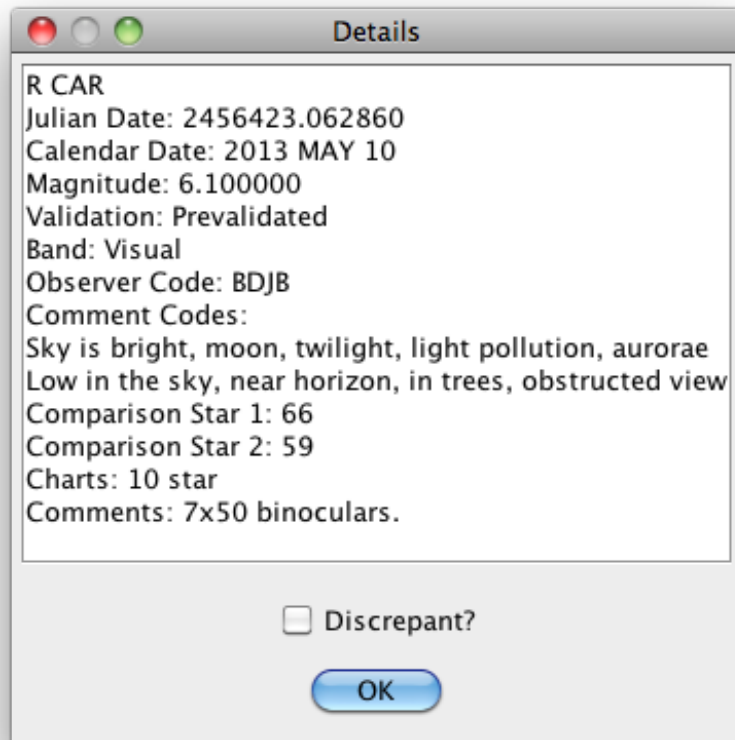 Details
R CAR
Julian Date: 2456423.062860
Calendar Date: 2013 MAY 10
Magnitude: 6.100000
Validation: Prevalidated
Band: Visual
Observer Code: BDJB
Comment Codes:
Sky is bright, moon, twilight, light pollution, aurorae
Low in the sky, near horizon, in trees, obstructed view
Comparison Star 1: 66
Comparison Star 2: 59
Charts: 10 star
Comments: 7x50 binoculars.
Discrepant?
OK